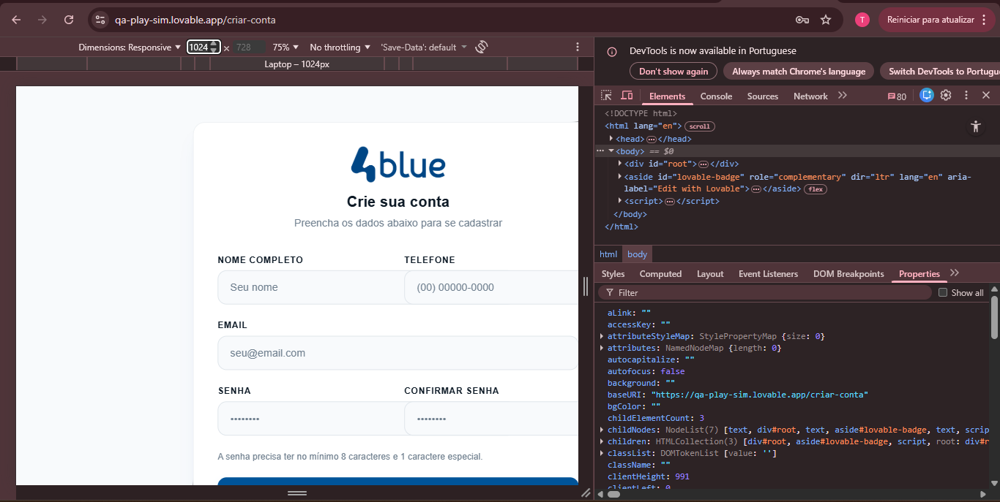 qa-play-sim.lovable.app/criar-conta
T
Reiniciar para atualizar
Dimensions: Responsive
1024 × 728
75%
No throttling
'Save-Data': default
Laptop – 1024px
4blue
Crie sua conta
Preencha os dados abaixo para se cadastrar
NOME COMPLETO
TELEFONE
Seu nome
(00) 00000-0000
EMAIL
seu@email.com
SENHA
CONFIRMAR SENHA
••••••••
••••••••
A senha precisa ter no mínimo 8 caracteres e 1 caractere especial.
DevTools is now available in Portuguese
Don't show again
Always match Chrome's language
Switch DevTools to Portugu
Elements
Console
Sources
Network
80
<!DOCTYPE html>
<html lang="en"> scroll
<head> ⋯ </head>
<body> == $0
<div id="root"> ⋯ </div>
<aside id="lovable-badge" role="complementary" dir="ltr" lang="en" aria-
label="Edit with Lovable"> ⋯ </aside> flex
<script> ⋯ </script>
</body>
</html>
html
body
Styles
Computed
Layout
Event Listeners
DOM Breakpoints
Properties
Filter
Show all
aLink: ""
accessKey: ""
attributeStyleMap: StylePropertyMap {size: 0}
attributes: NamedNodeMap {length: 0}
autocapitalize: ""
autofocus: false
background: ""
baseURI: "https://qa-play-sim.lovable.app/criar-conta"
bgColor: ""
childElementCount: 3
childNodes: NodeList(7) [text, div#root, text, aside#lovable-badge, text, scrip
children: HTMLCollection(3) [div#root, aside#lovable-badge, script, root: div#r
classList: DOMTokenList [value: '']
className: ""
clientHeight: 991
clientLeft: 0